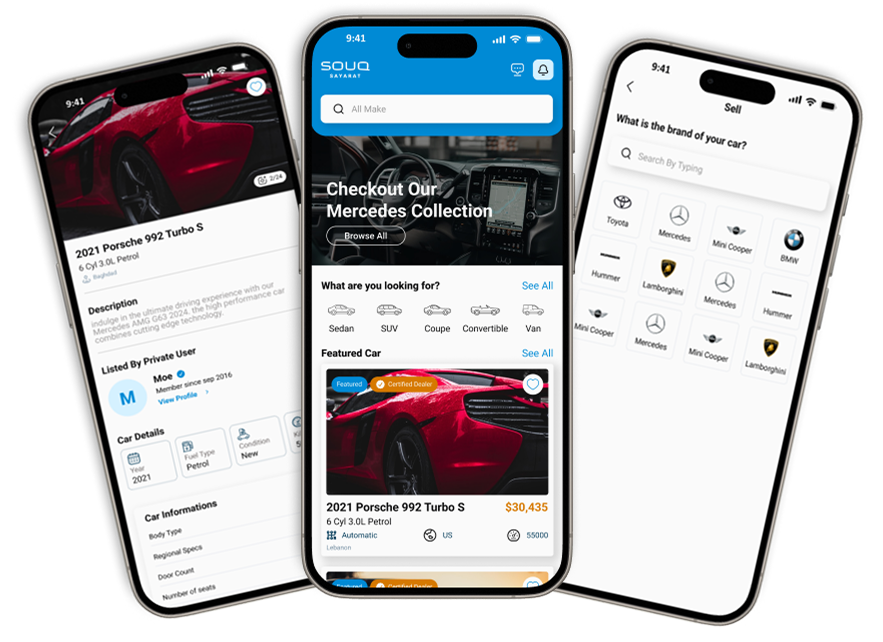 9:41
2/24
2021 Porsche 992 Turbo S
6 Cyl 3.0L Petrol
Baghdad
Description
indulge in the ultimate driving experience with our
Mercedes AMG G63 2024, the high performance car
combines cutting edge technology.
Listed By Private User
M
Moe
Member since sep 2016
View Profile
Car Details
Year
2021
Fuel Type
Petrol
Condition
New
Car Informations
Body Type
Regional Specs
Door Count
Number of seats
9:41
SOUQ
SAYARAT
All Make
Checkout Our
Mercedes Collection
Browse All
What are you looking for?
See All
Sedan
SUV
Coupe
Convertible
Van
Featured Car
See All
Featured
Certified Dealer
2021 Porsche 992 Turbo S
$30,435
6 Cyl 3.0L Petrol
Automatic
US
55000
Lebanon
Featured
Certified Dealer
9:41
Sell
What is the brand of your car?
Search By Typing
Toyota
Mercedes
Mini Cooper
BMW
Hummer
Lamborghini
Mercedes
Hummer
Mini Cooper
Mercedes
Mini Cooper
Lamborghini